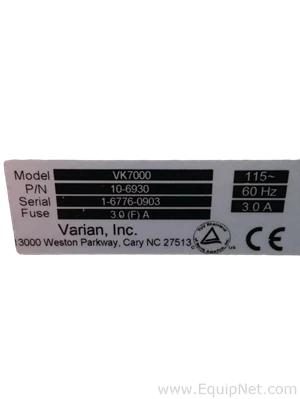 Model VK7000 115~
P/N 10-6930 60 Hz
Serial 1-6776-0903 3.0 A
Fuse 3.0 (F) A
Varian, Inc.
13000 Weston Parkway, Cary NC 27513
CE
www.EquipNet.com